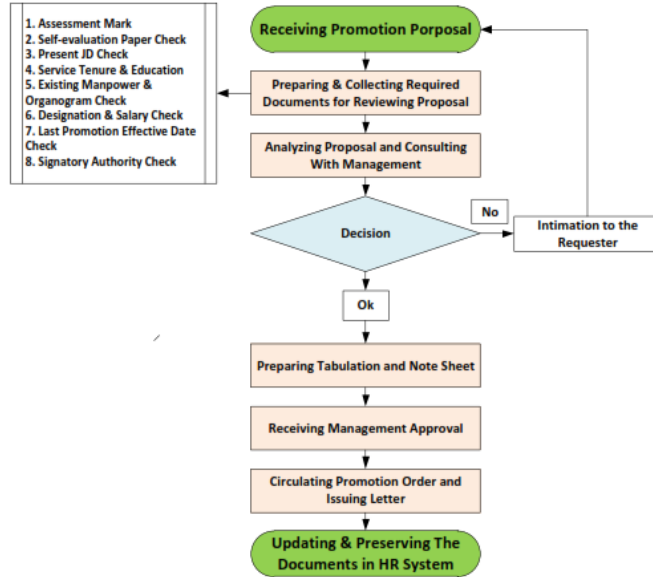 1. Assessment Mark
2. Self-evaluation Paper Check
3. Present JD Check
4. Service Tenure & Education
5. Existing Manpower &
Organogram Check
6. Designation & Salary Check
7. Last Promotion Effective Date
Check
8. Signatory Authority Check
Receiving Promotion Porposal
Preparing & Collecting Required
Documents for Reviewing Proposal
Analyzing Proposal and Consulting
With Management
Decision
No
Intimation to the
Requester
Ok
Preparing Tabulation and Note Sheet
Receiving Management Approval
Circulating Promotion Order and
Issuing Letter
Updating & Preserving The
Documents in HR System